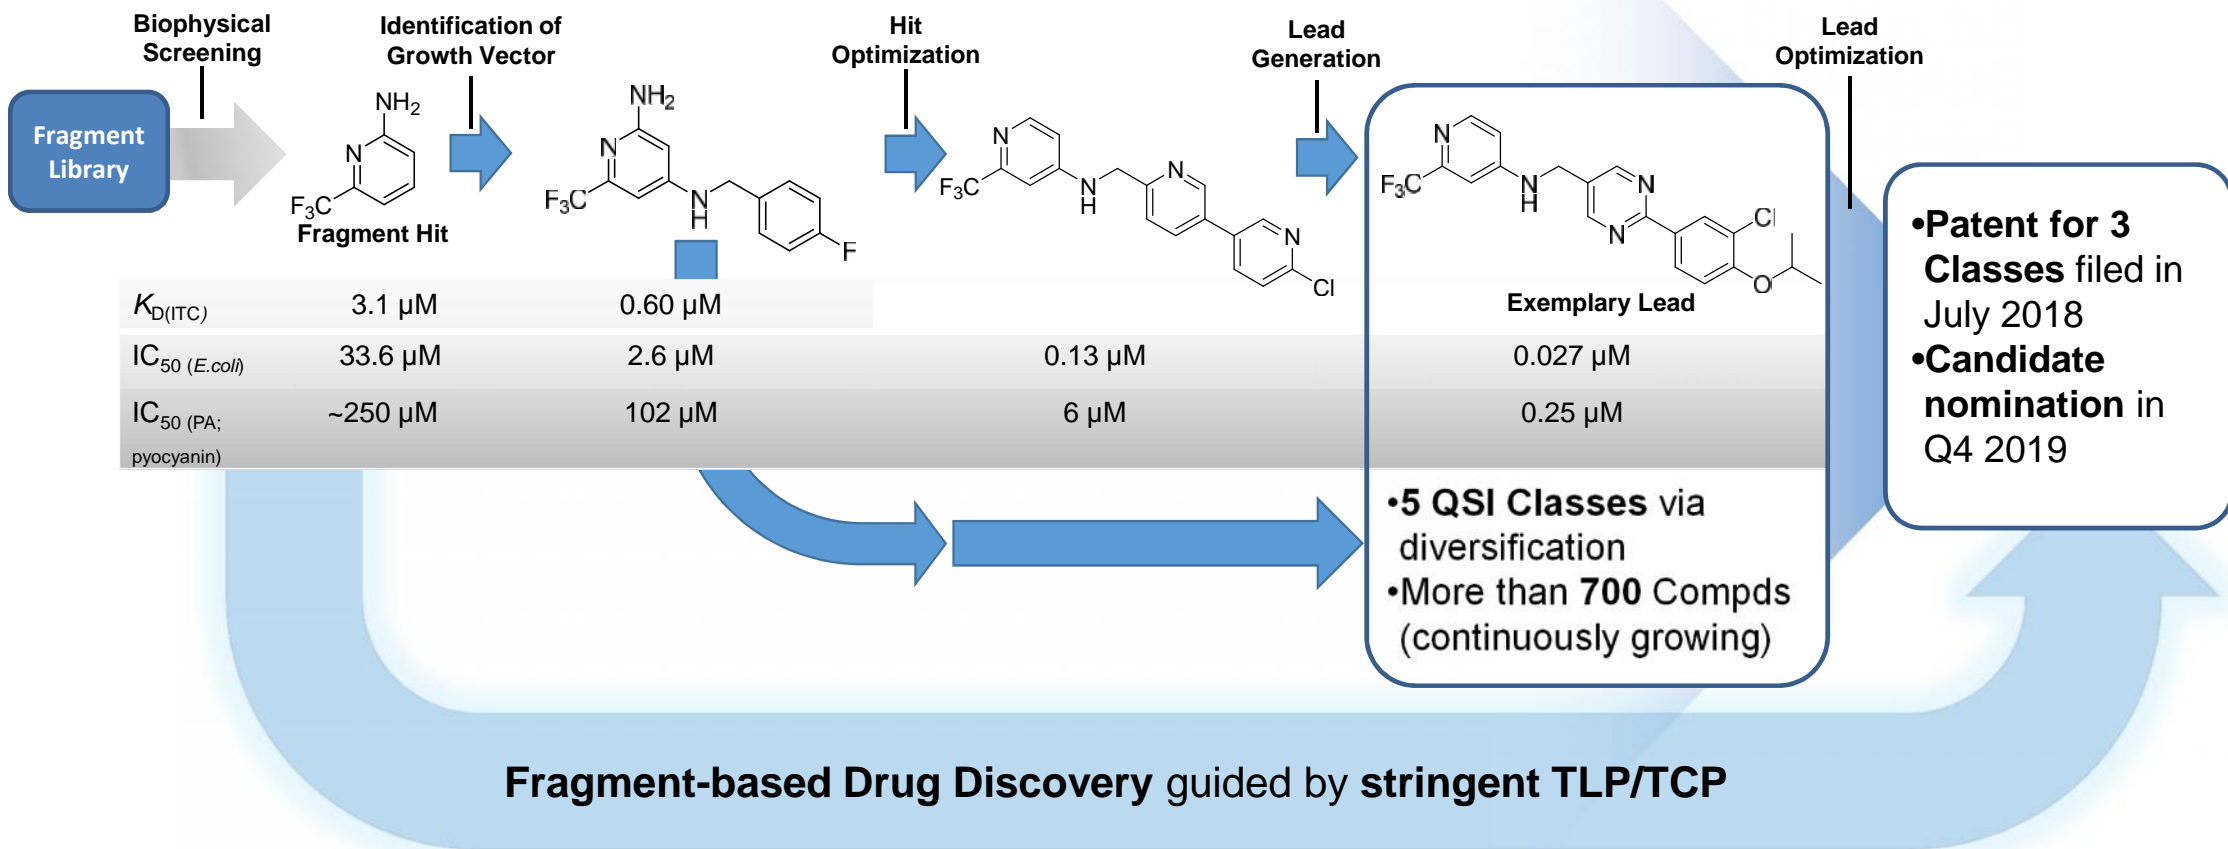 Biophysical
Screening
Identification of
Growth Vector
Hit
Optimization
Lead
Generation
Lead
Optimization
Fragment
Library
NH2
N
F3C
Fragment Hit
NH2
N
F3C
N
H
F
N
F3C
N
H
N
N
Cl
N
F3C
N
H
N
N
Cl
O
Exemplary Lead
KD(ITC) 3.1 µM 0.60 µM
IC50 (E.coli) 33.6 µM 2.6 µM 0.13 µM 0.027 µM
IC50 (PA; ~250 µM 102 µM 6 µM 0.25 µM
pyocyanin)
•5 QSI Classes via
diversification
•More than 700 Compds
(continuously growing)
•Patent for 3
Classes filed in
July 2018
•Candidate
nomination in
Q4 2019
Fragment-based Drug Discovery guided by stringent TLP/TCP